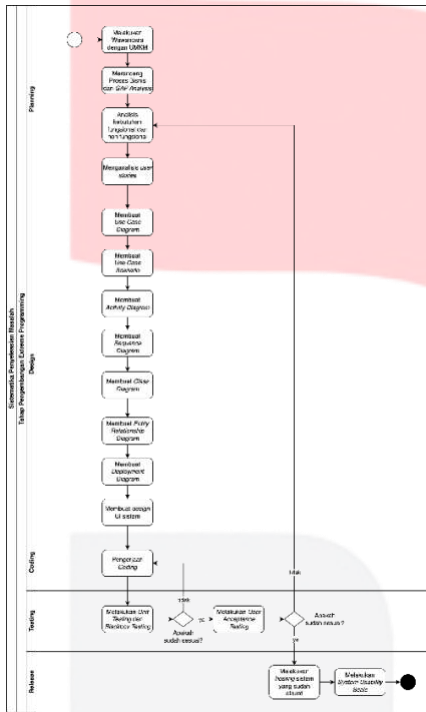 Sistematika Penyelesaian Masalah
Tahap Pengembangan Extreme Programming
Planning
Melakukan
Wawancara
dengan UMKM
Merancang
Proses Bisnis
dan GAP Analysis
Analisis
kebutuhan
fungsional dan
non fungsional
Menganalisis user
stories
Design
Membuat
Use Case
Diagram
Membuat
Use Case
Scenario
Membuat
Activity Diagram
Membuat
Sequence
Diagram
Membuat Class
Diagram
Membuat Entity
Relationship
Diagram
Membuat
Deployment
Diagram
Membuat design
UI sistem
Coding
Pengerjaan
Coding
tidak
tidak
Testing
Melakukan Unit
Testing dan
Blackbox Testing
Apakah
sudah sesuai?
ya
Melakukan User
Acceptance
Testing
Apakah
sudah sesuai?
ya
Release
Melakukan
hosting sistem
yang sudah
dibuat
Melakukan
System Usability
Scale